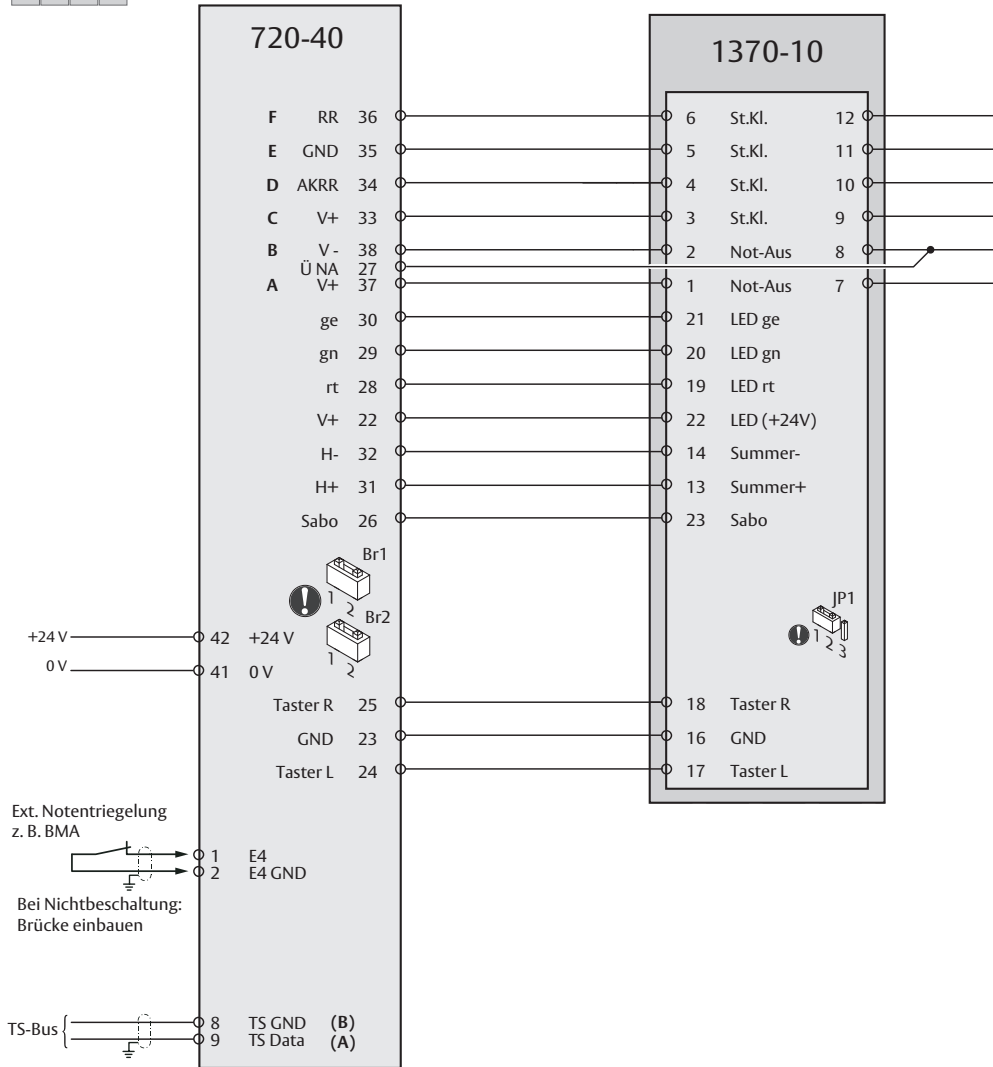 720-40
1370-10
F RR 36
E GND 35
D AKRR 34
C V+ 33
B V - 38
Ü NA 27
A V+ 37
ge 30
gn 29
rt 28
V+ 22
H- 32
H+ 31
Sabo 26
Br1
1 2
Br2
1 2
+24 V
42 +24 V
0 V
41 0 V
Taster R 25
GND 23
Taster L 24
Ext. Notentriegelung
z. B. BMA
1 E4
2 E4 GND
Bei Nichtbeschaltung:
Brücke einbauen
TS-Bus
8 TS GND (B)
9 TS Data (A)
6 St.Kl. 12
5 St.Kl. 11
4 St.Kl. 10
3 St.Kl. 9
2 Not-Aus 8
1 Not-Aus 7
21 LED ge
20 LED gn
19 LED rt
22 LED (+24V)
14 Summer-
13 Summer+
23 Sabo
JP1
1 2 3
18 Taster R
16 GND
17 Taster L